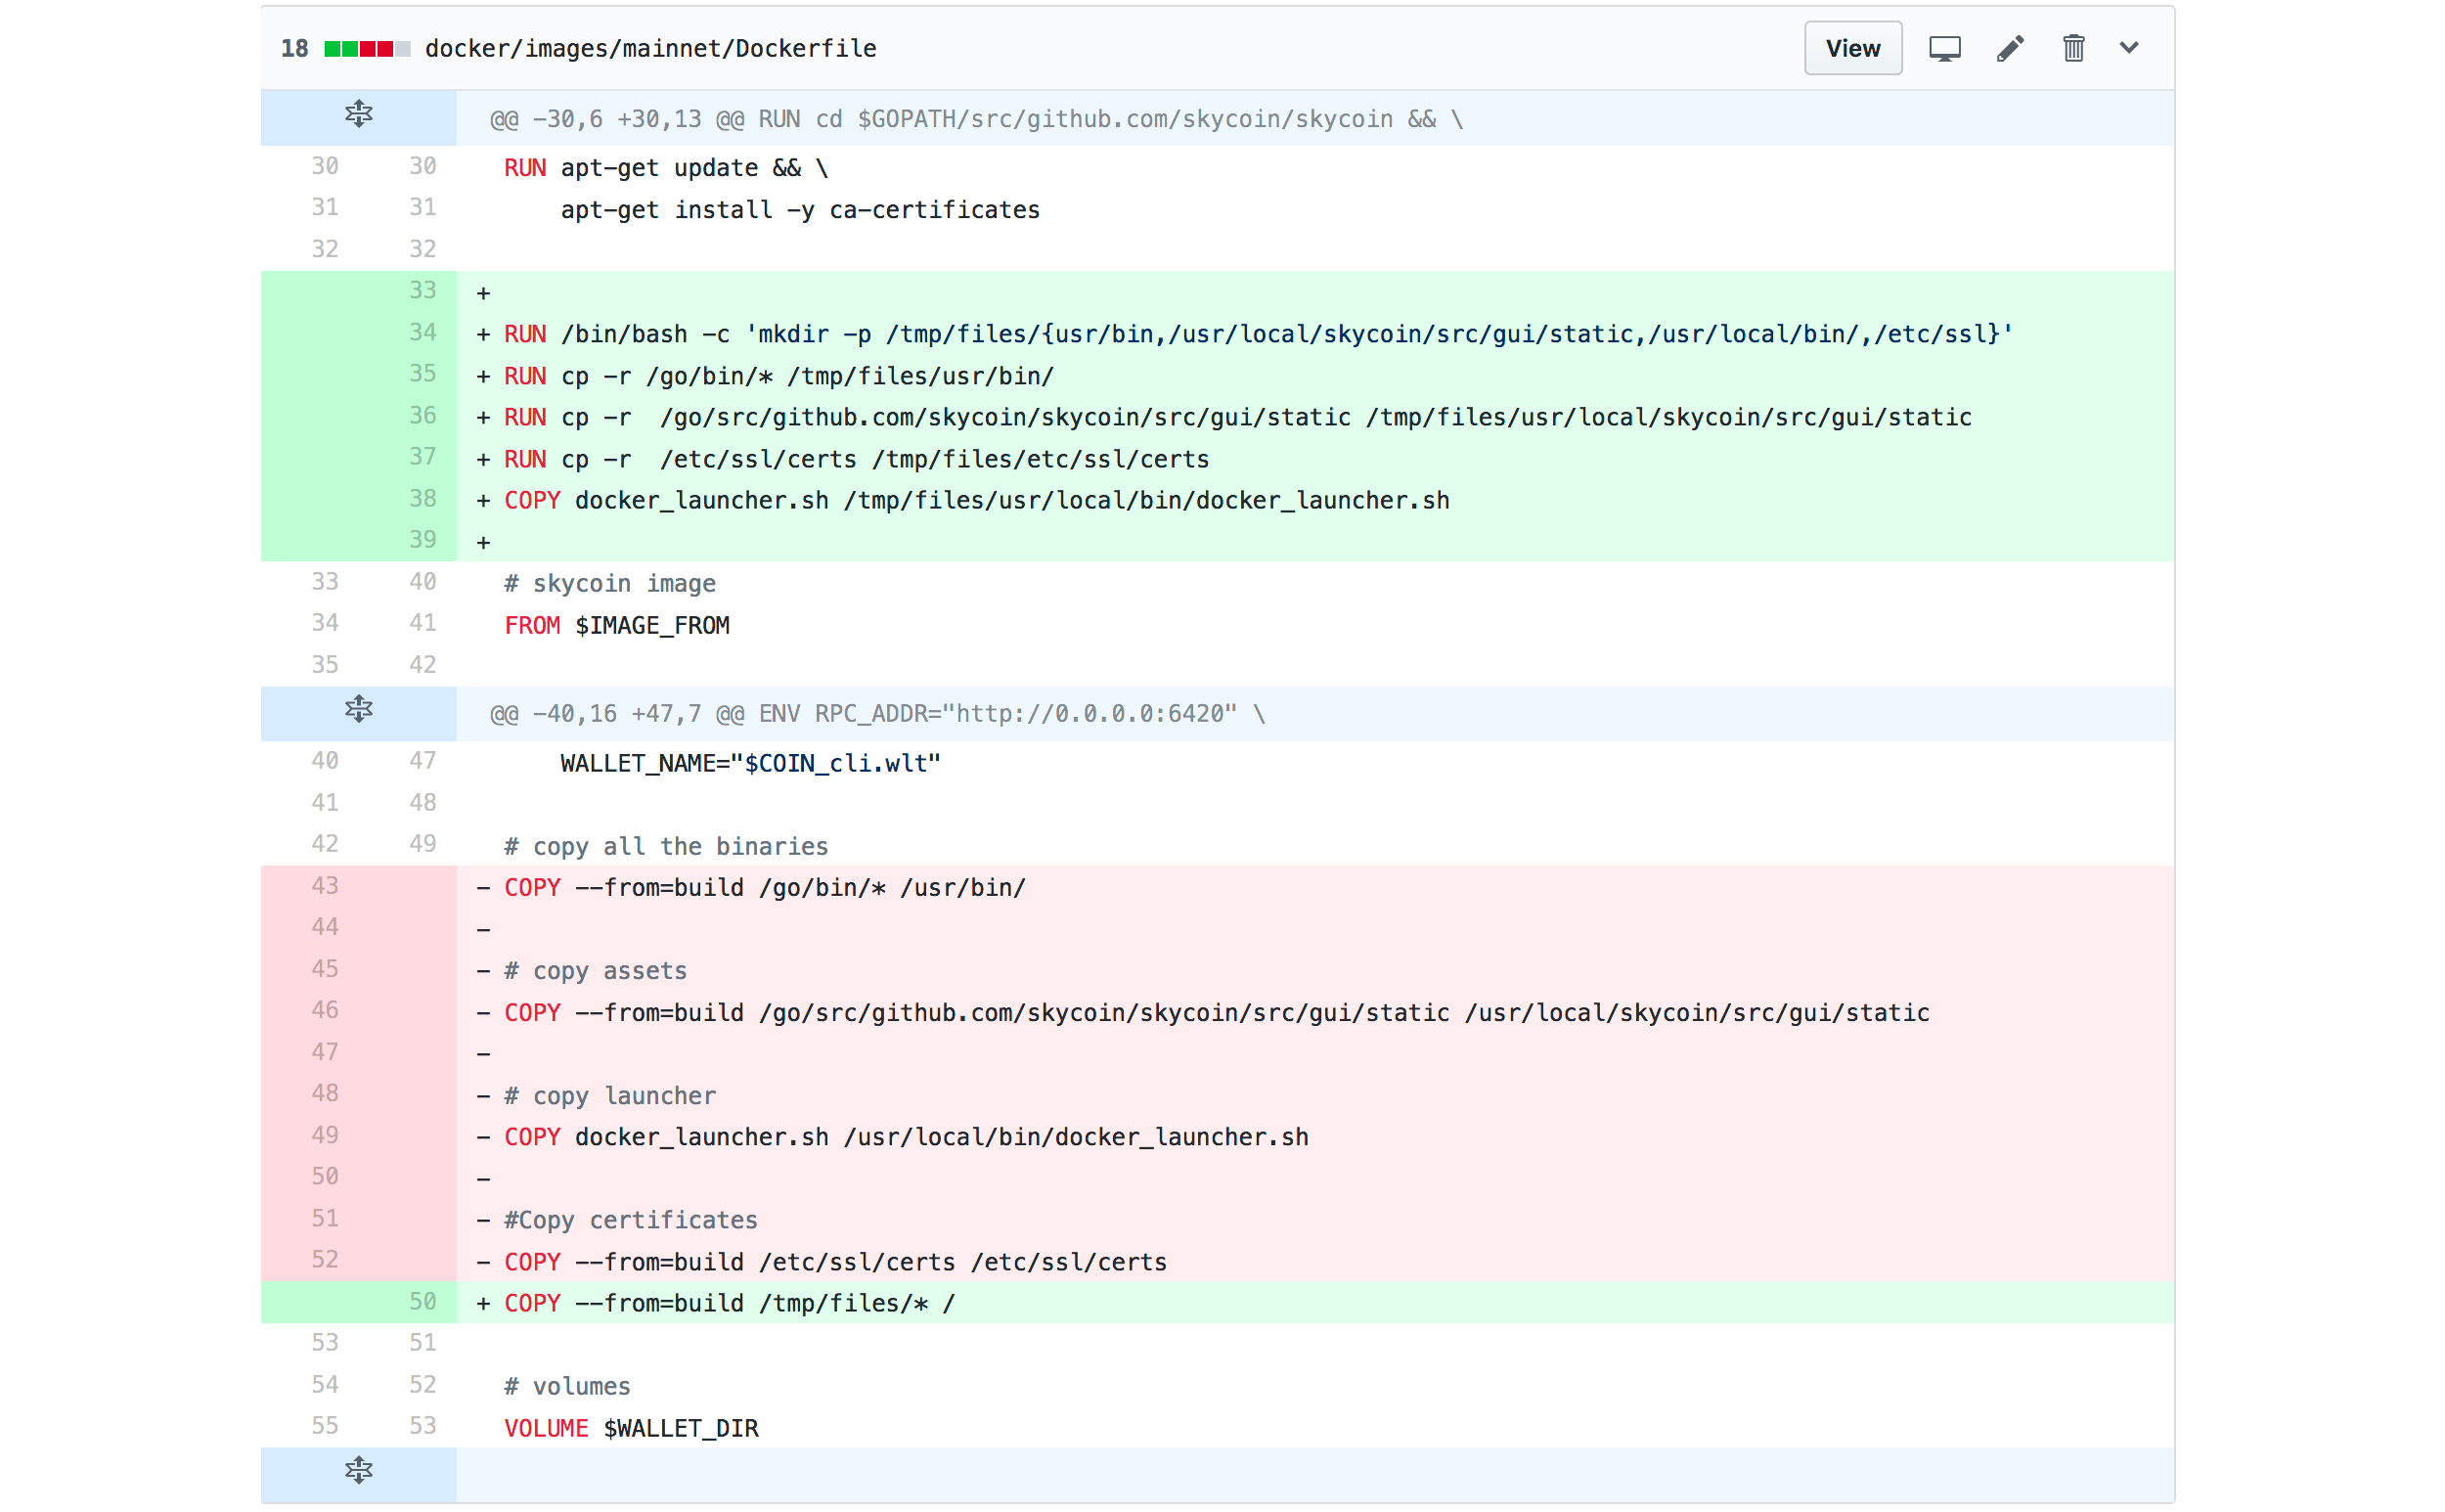 18 docker/images/mainnet/Dockerfile View
@@ -30,6 +30,13 @@ RUN cd $GOPATH/src/github.com/skycoin/skycoin && \
30 30 RUN apt-get update && \
31 31 apt-get install -y ca-certificates
32 32
33 +
34 + RUN /bin/bash -c 'mkdir -p /tmp/files/{usr/bin,/usr/local/skycoin/src/gui/static,/usr/local/bin/,/etc/ssl}'
35 + RUN cp -r /go/bin/* /tmp/files/usr/bin/
36 + RUN cp -r  /go/src/github.com/skycoin/skycoin/src/gui/static /tmp/files/usr/local/skycoin/src/gui/static
37 + RUN cp -r  /etc/ssl/certs /tmp/files/etc/ssl/certs
38 + COPY docker_launcher.sh /tmp/files/usr/local/bin/docker_launcher.sh
39 +
33 40 # skycoin image
34 41 FROM $IMAGE_FROM
35 42
@@ -40,16 +47,7 @@ ENV RPC_ADDR="http://0.0.0.0:6420" \
40 47 WALLET_NAME="$COIN_cli.wlt"
41 48
42 49 # copy all the binaries
43 - COPY --from=build /go/bin/* /usr/bin/
44 -
45 - # copy assets
46 - COPY --from=build /go/src/github.com/skycoin/skycoin/src/gui/static /usr/local/skycoin/src/gui/static
47 -
48 - # copy launcher
49 - COPY docker_launcher.sh /usr/local/bin/docker_launcher.sh
50 -
51 - #Copy certificates
52 - COPY --from=build /etc/ssl/certs /etc/ssl/certs
50 + COPY --from=build /tmp/files/* /
53 51
54 52 # volumes
55 53 VOLUME $WALLET_DIR